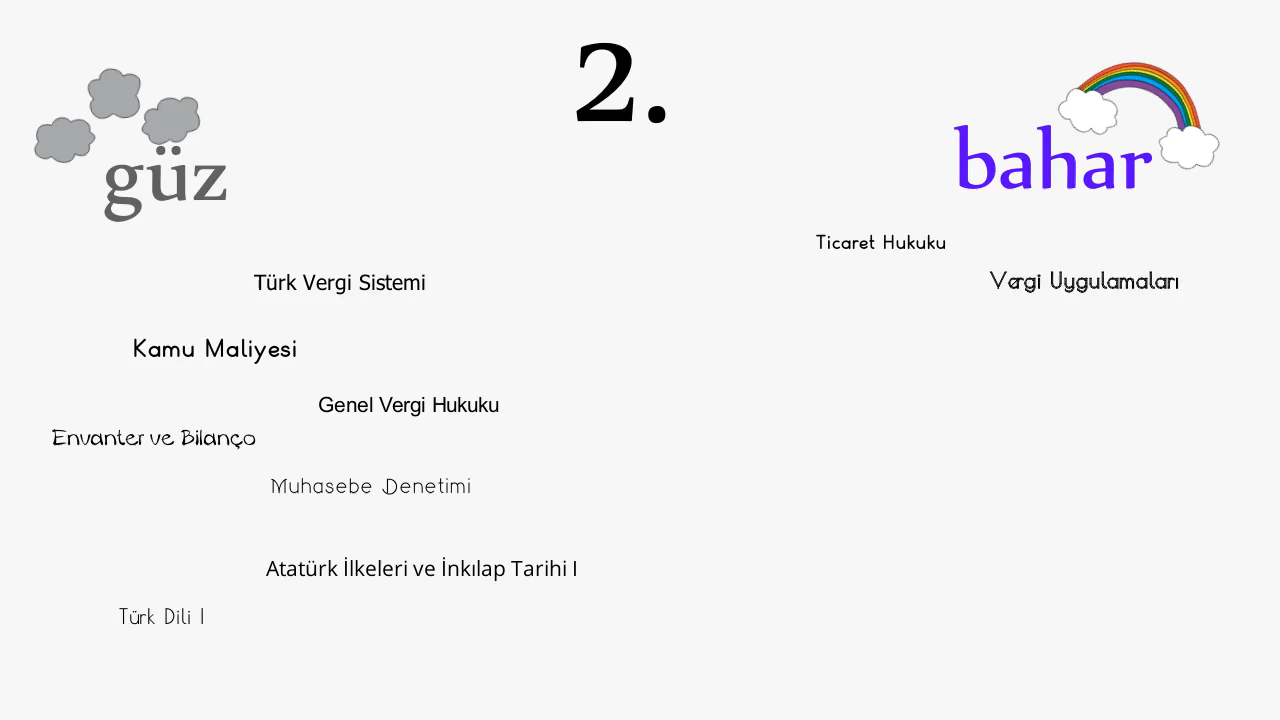 2.
güz
bahar
Ticaret Hukuku
Türk Vergi Sistemi
Vergi Uygulamaları
Kamu Maliyesi
Genel Vergi Hukuku
Envanter ve Bilanço
Muhasebe Denetimi
Atatürk İlkeleri ve İnkılap Tarihi I
Türk Dili I